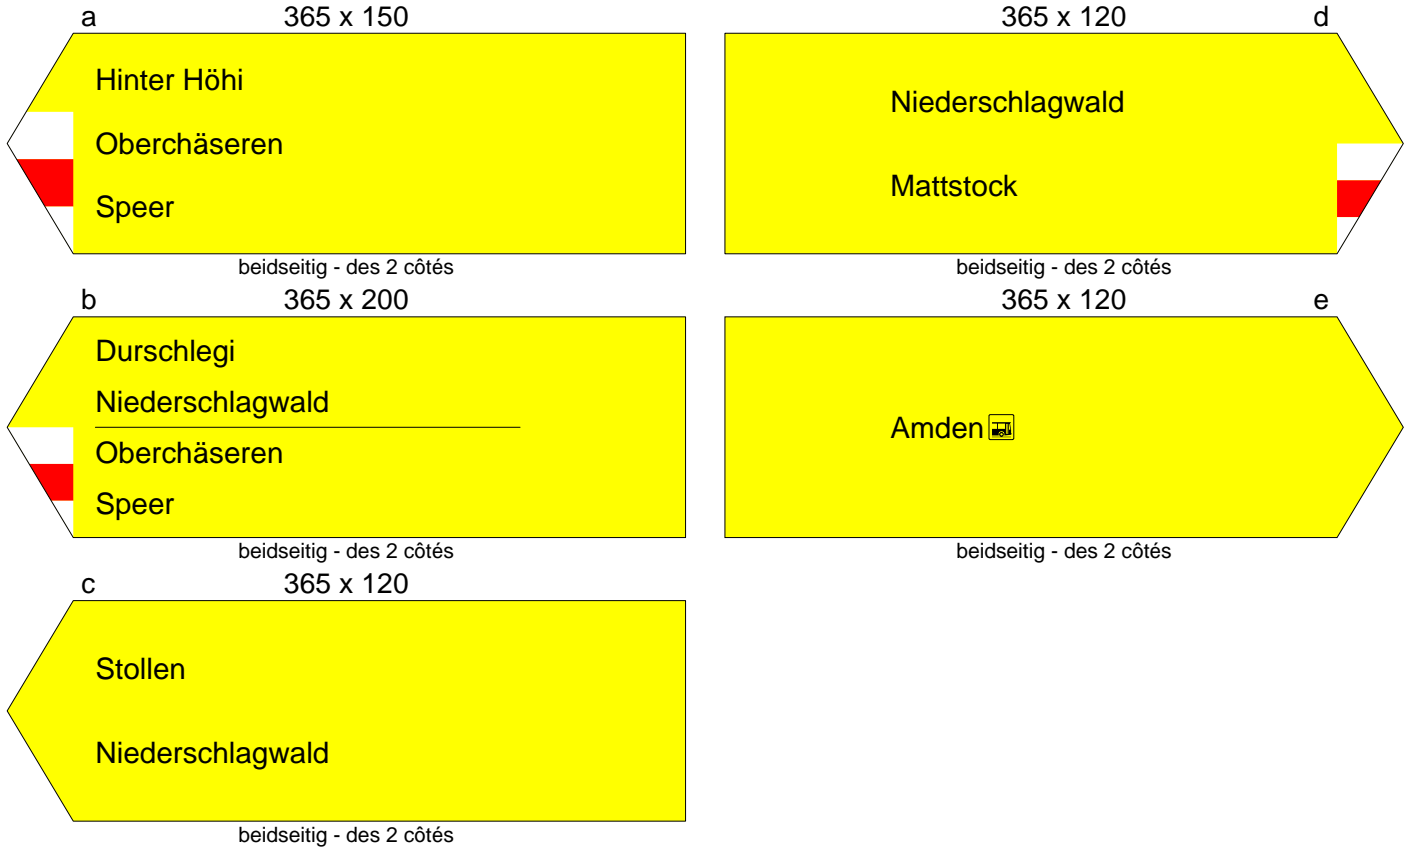 a 365 x 150
Hinter Höhi
Oberchäseren
Speer
beidseitig - des 2 côtés
b 365 x 200
Durschlegi
Niederschlagwald
Oberchäseren
Speer
beidseitig - des 2 côtés
c 365 x 120
Stollen
Niederschlagwald
beidseitig - des 2 côtés
365 x 120 d
Niederschlagwald
Mattstock
beidseitig - des 2 côtés
365 x 120 e
Amden
beidseitig - des 2 côtés